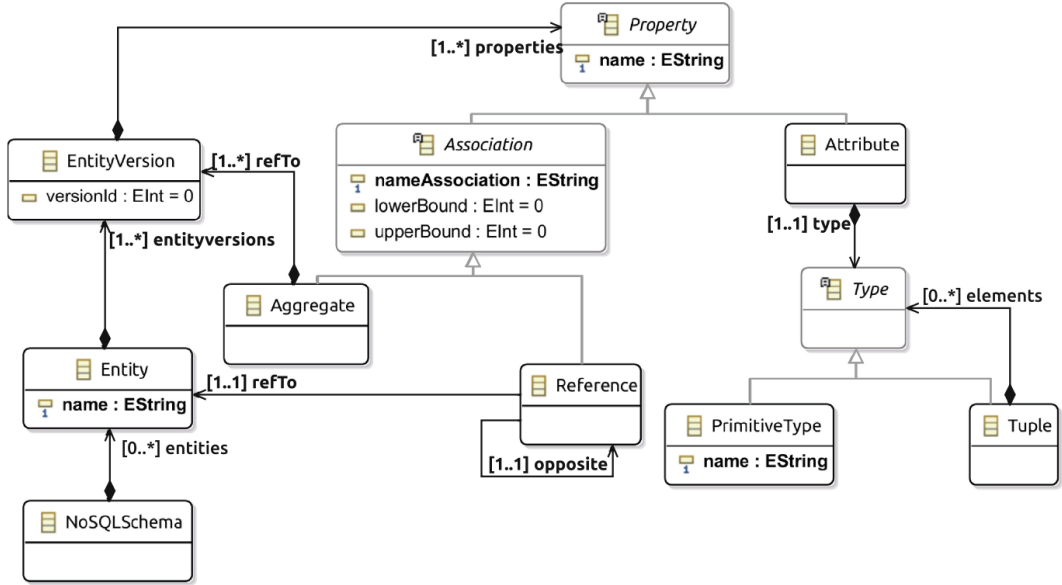 Property
[1..*] properties
name : EString
EntityVersion
versionId : EInt = 0
[1..*] refTo
Association
nameAssociation : EString
lowerBound : EInt = 0
upperBound : EInt = 0
Attribute
[1..1] type
[1..*] entityversions
Type
[0..*] elements
Aggregate
Entity
name : EString
[1..1] refTo
Reference
[1..1] opposite
PrimitiveType
name : EString
Tuple
[0..*] entities
NoSQLSchema